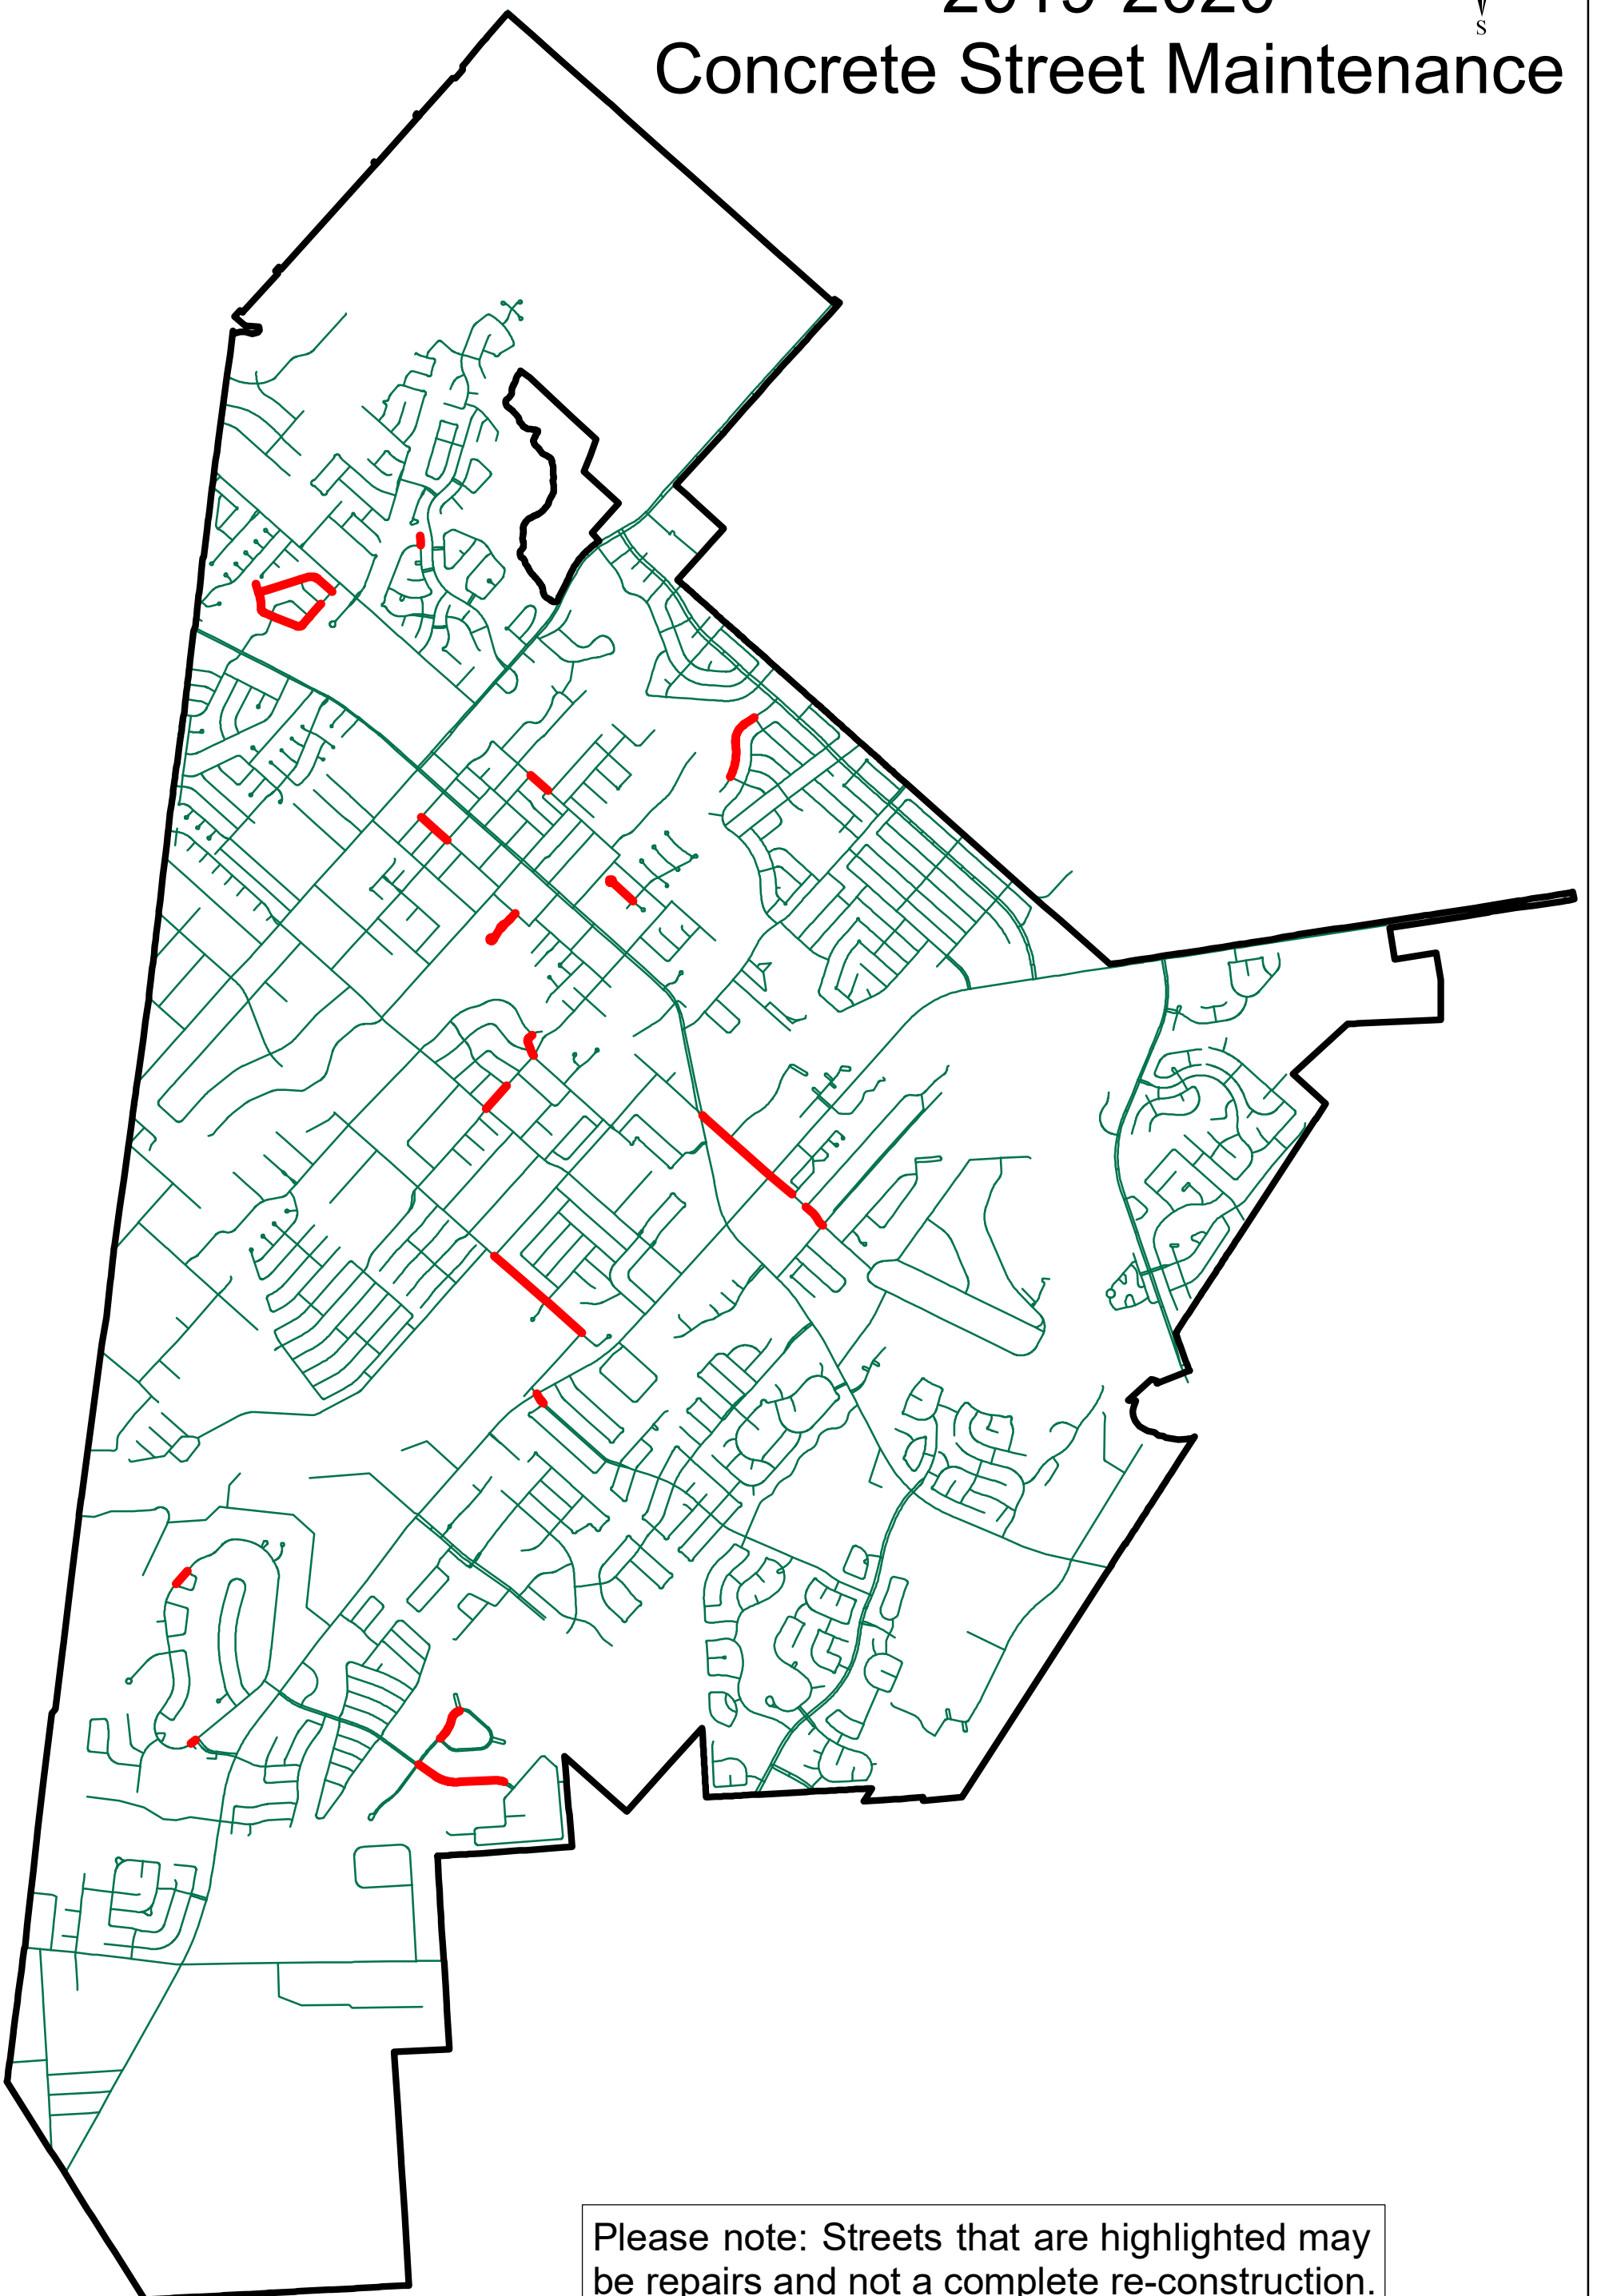 S
Concrete Street Maintenance
Please note: Streets that are highlighted may
be repairs and not a complete re-construction.